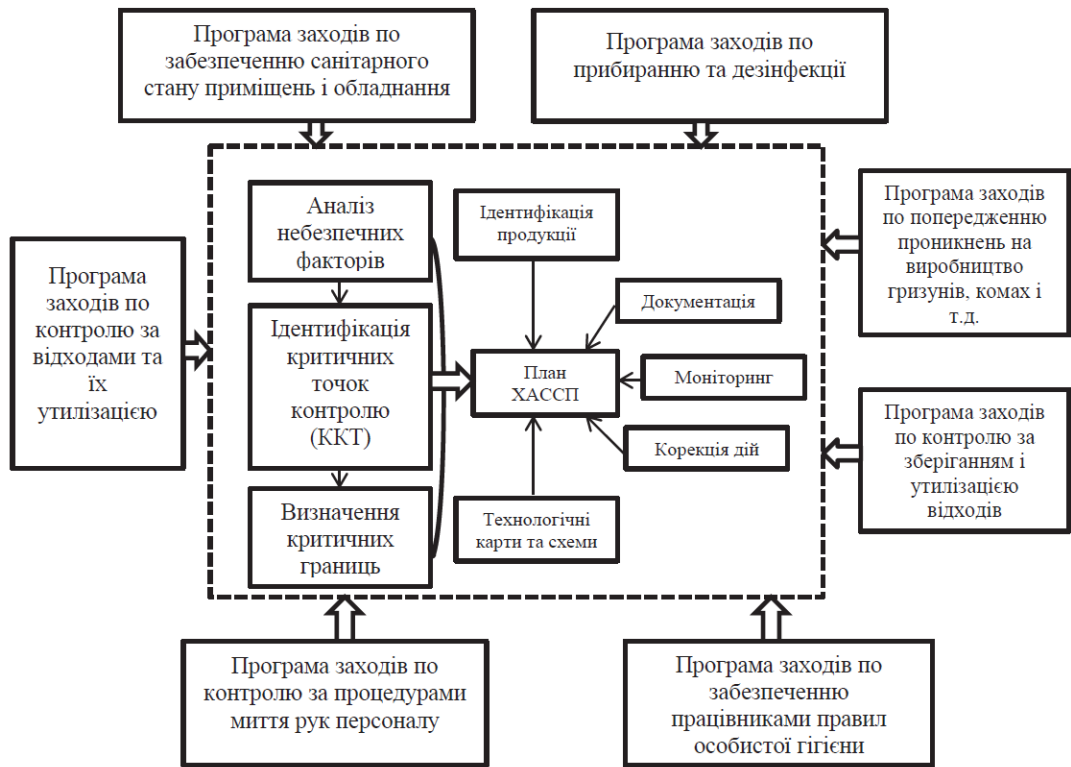 Програма заходів по
забезпеченню санітарного
стану приміщень і обладнання
Програма заходів по
прибиранню та дезінфекції
Програма
заходів по
контролю за
відходами та
їх
утилізацією
Аналіз
небезпечних
факторів
Ідентифікація
критичних
точок
контролю
(ККТ)
Визначення
критичних
границь
Ідентифікація
продукції
Документація
План
ХАССП
Моніторинг
Корекція дій
Технологічні
карти та схеми
Програма заходів
по попередженню
проникнень на
виробництво
гризунів, комах і
т.д.
Програма заходів
по контролю за
зберіганням і
утилізацією
відходів
Програма заходів по
контролю за процедурами
миття рук персоналу
Програма заходів по
забезпеченню
працівниками правил
особистої гігієни